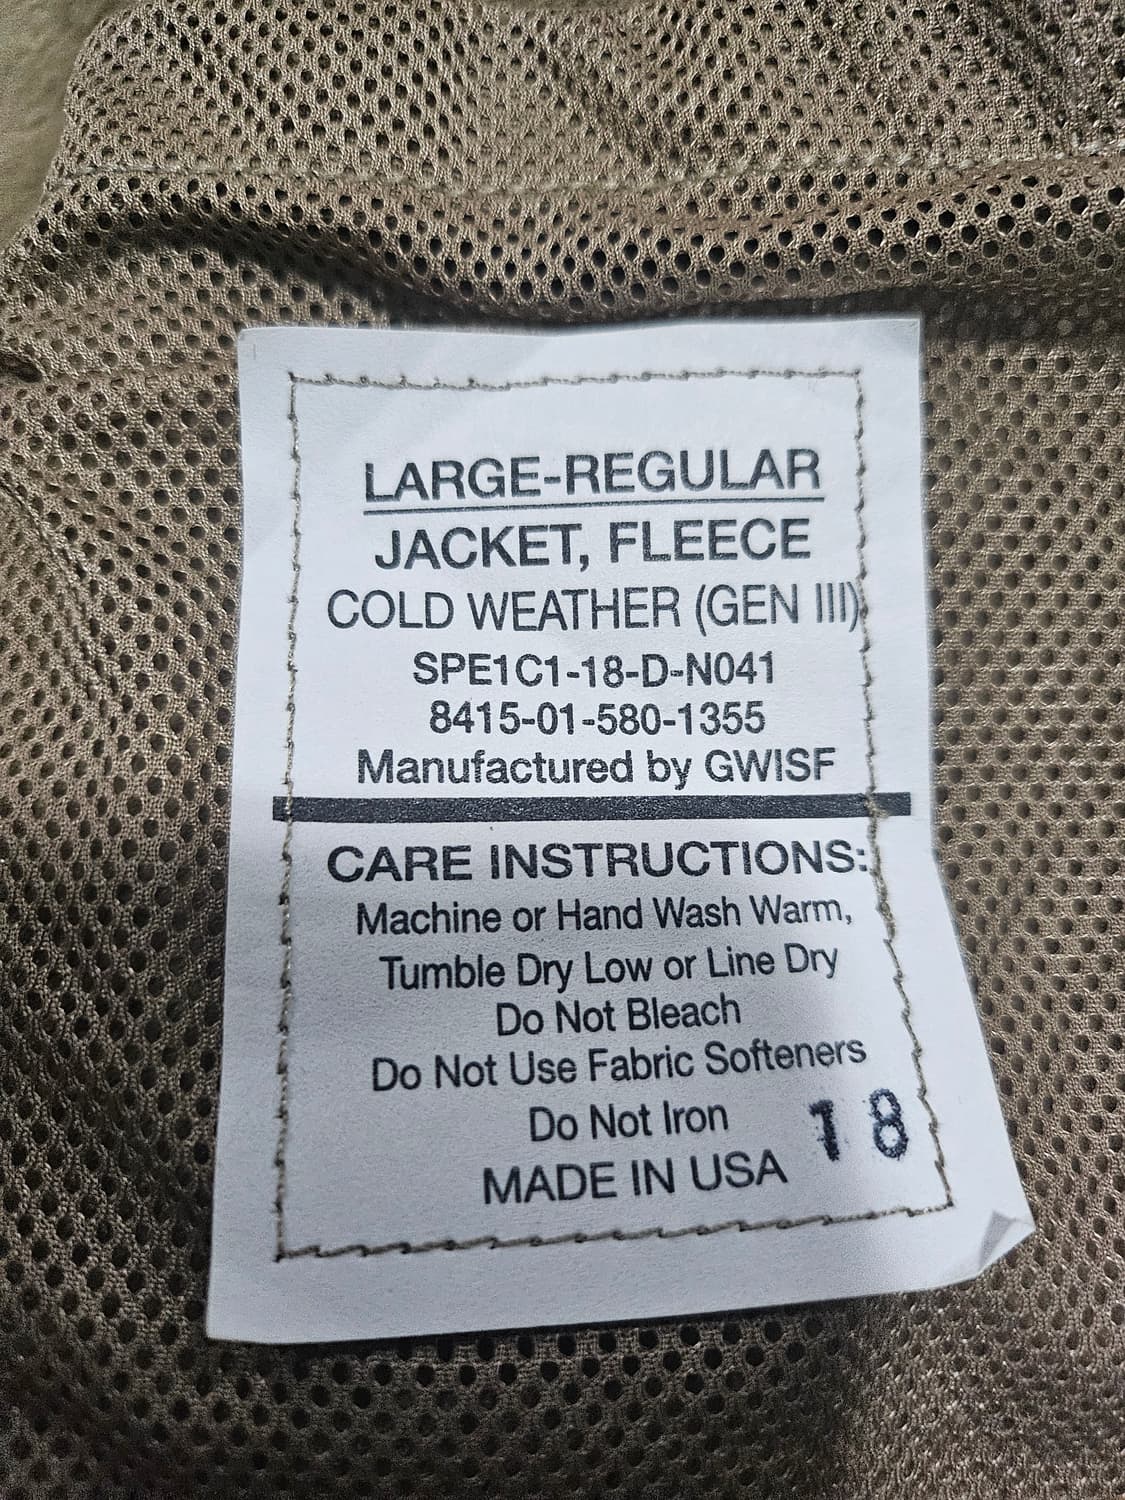 LARGE-REGULAR
JACKET, FLEECE
COLD WEATHER (GEN III)
SPE1C1-18-D-N041
8415-01-580-1355
Manufactured by GWISF
CARE INSTRUCTIONS:
Machine or Hand Wash Warm,
Tumble Dry Low or Line Dry
Do Not Bleach
Do Not Use Fabric Softeners
Do Not Iron
18
MADE IN USA